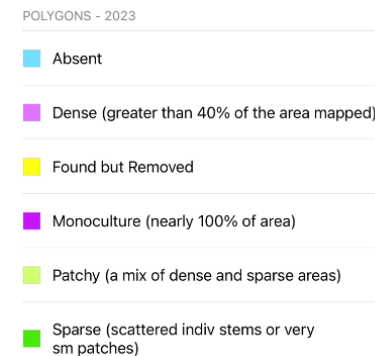 POLYGONS - 2023
Absent
Dense (greater than 40% of the area mapped)
Found but Removed
Monoculture (nearly 100% of area)
Patchy (a mix of dense and sparse areas)
Sparse (scattered indiv stems or very
sm patches)